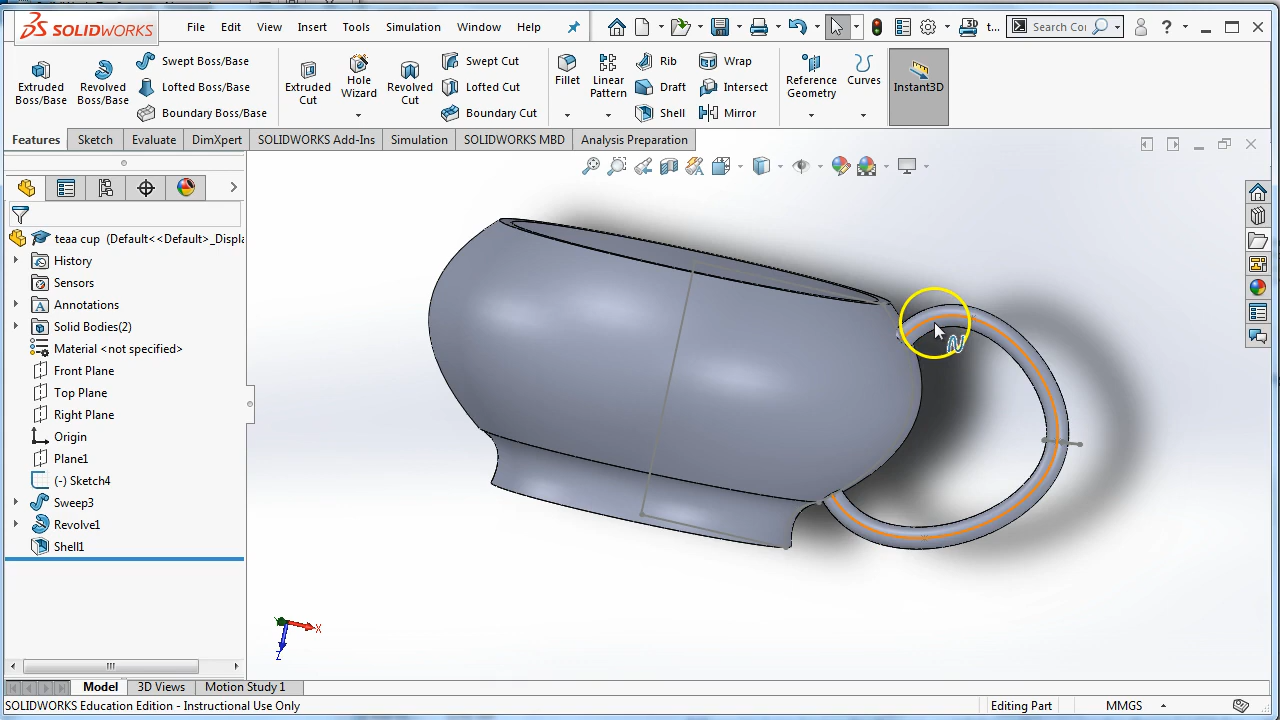 SOLIDWORKS
File Edit View Insert Tools Simulation Window Help
t...
Search Co
Extruded Boss/Base
Revolved Boss/Base
Swept Boss/Base
Lofted Boss/Base
Boundary Boss/Base
Extruded Cut
Hole Wizard
Revolved Cut
Swept Cut
Lofted Cut
Boundary Cut
Fillet
Linear Pattern
Rib
Draft
Shell
Wrap
Intersect
Mirror
Reference Geometry
Curves
Instant3D
Features Sketch Evaluate DimXpert SOLIDWORKS Add-Ins Simulation SOLIDWORKS MBD Analysis Preparation
teaa cup (Default<<Default>_Displa
History
Sensors
Annotations
Solid Bodies(2)
Material <not specified>
Front Plane
Top Plane
Right Plane
Origin
Plane1
(-) Sketch4
Sweep3
Revolve1
Shell1
X
Z
Model 3D Views Motion Study 1
SOLIDWORKS Education Edition - Instructional Use Only
Editing Part
MMGS